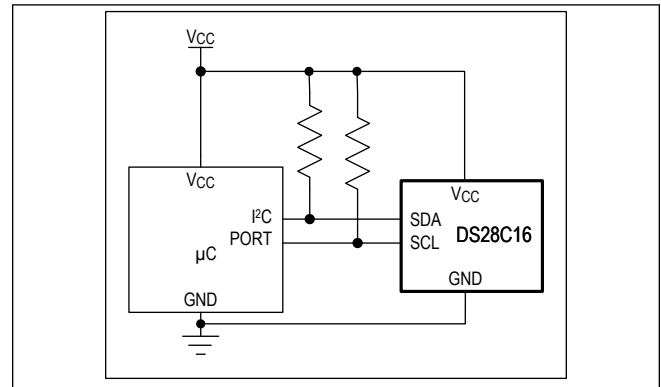 VCC
VCC
I²C
PORT
µC
GND
VCC
SDA
SCL
DS28C16
GND